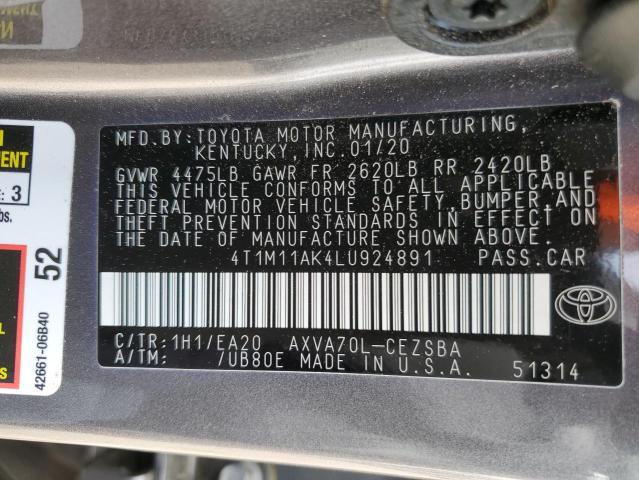 MFD.BY:TOYOTA MOTOR MANUFACTURING,
KENTUCKY,INC.01/20
GVWR 4475LB GAWR FR 2620LB RR 2420LB
THIS VEHICLE CONFORMS TO ALL APPLICABLE
FEDERAL MOTOR VEHICLE SAFETY,BUMPER,AND
THEFT PREVENTION STANDARDS IN EFFECT ON
THE DATE OF MANUFACTURE SHOWN ABOVE.
4T1M11AK4LU924891 PASS.CAR
C/TR:1H1/EA20 AXVA70L-CEZSBA
A/TM: /UB80E MADE IN U.S.A. 51314
3
lbs.
52
42661-06B40